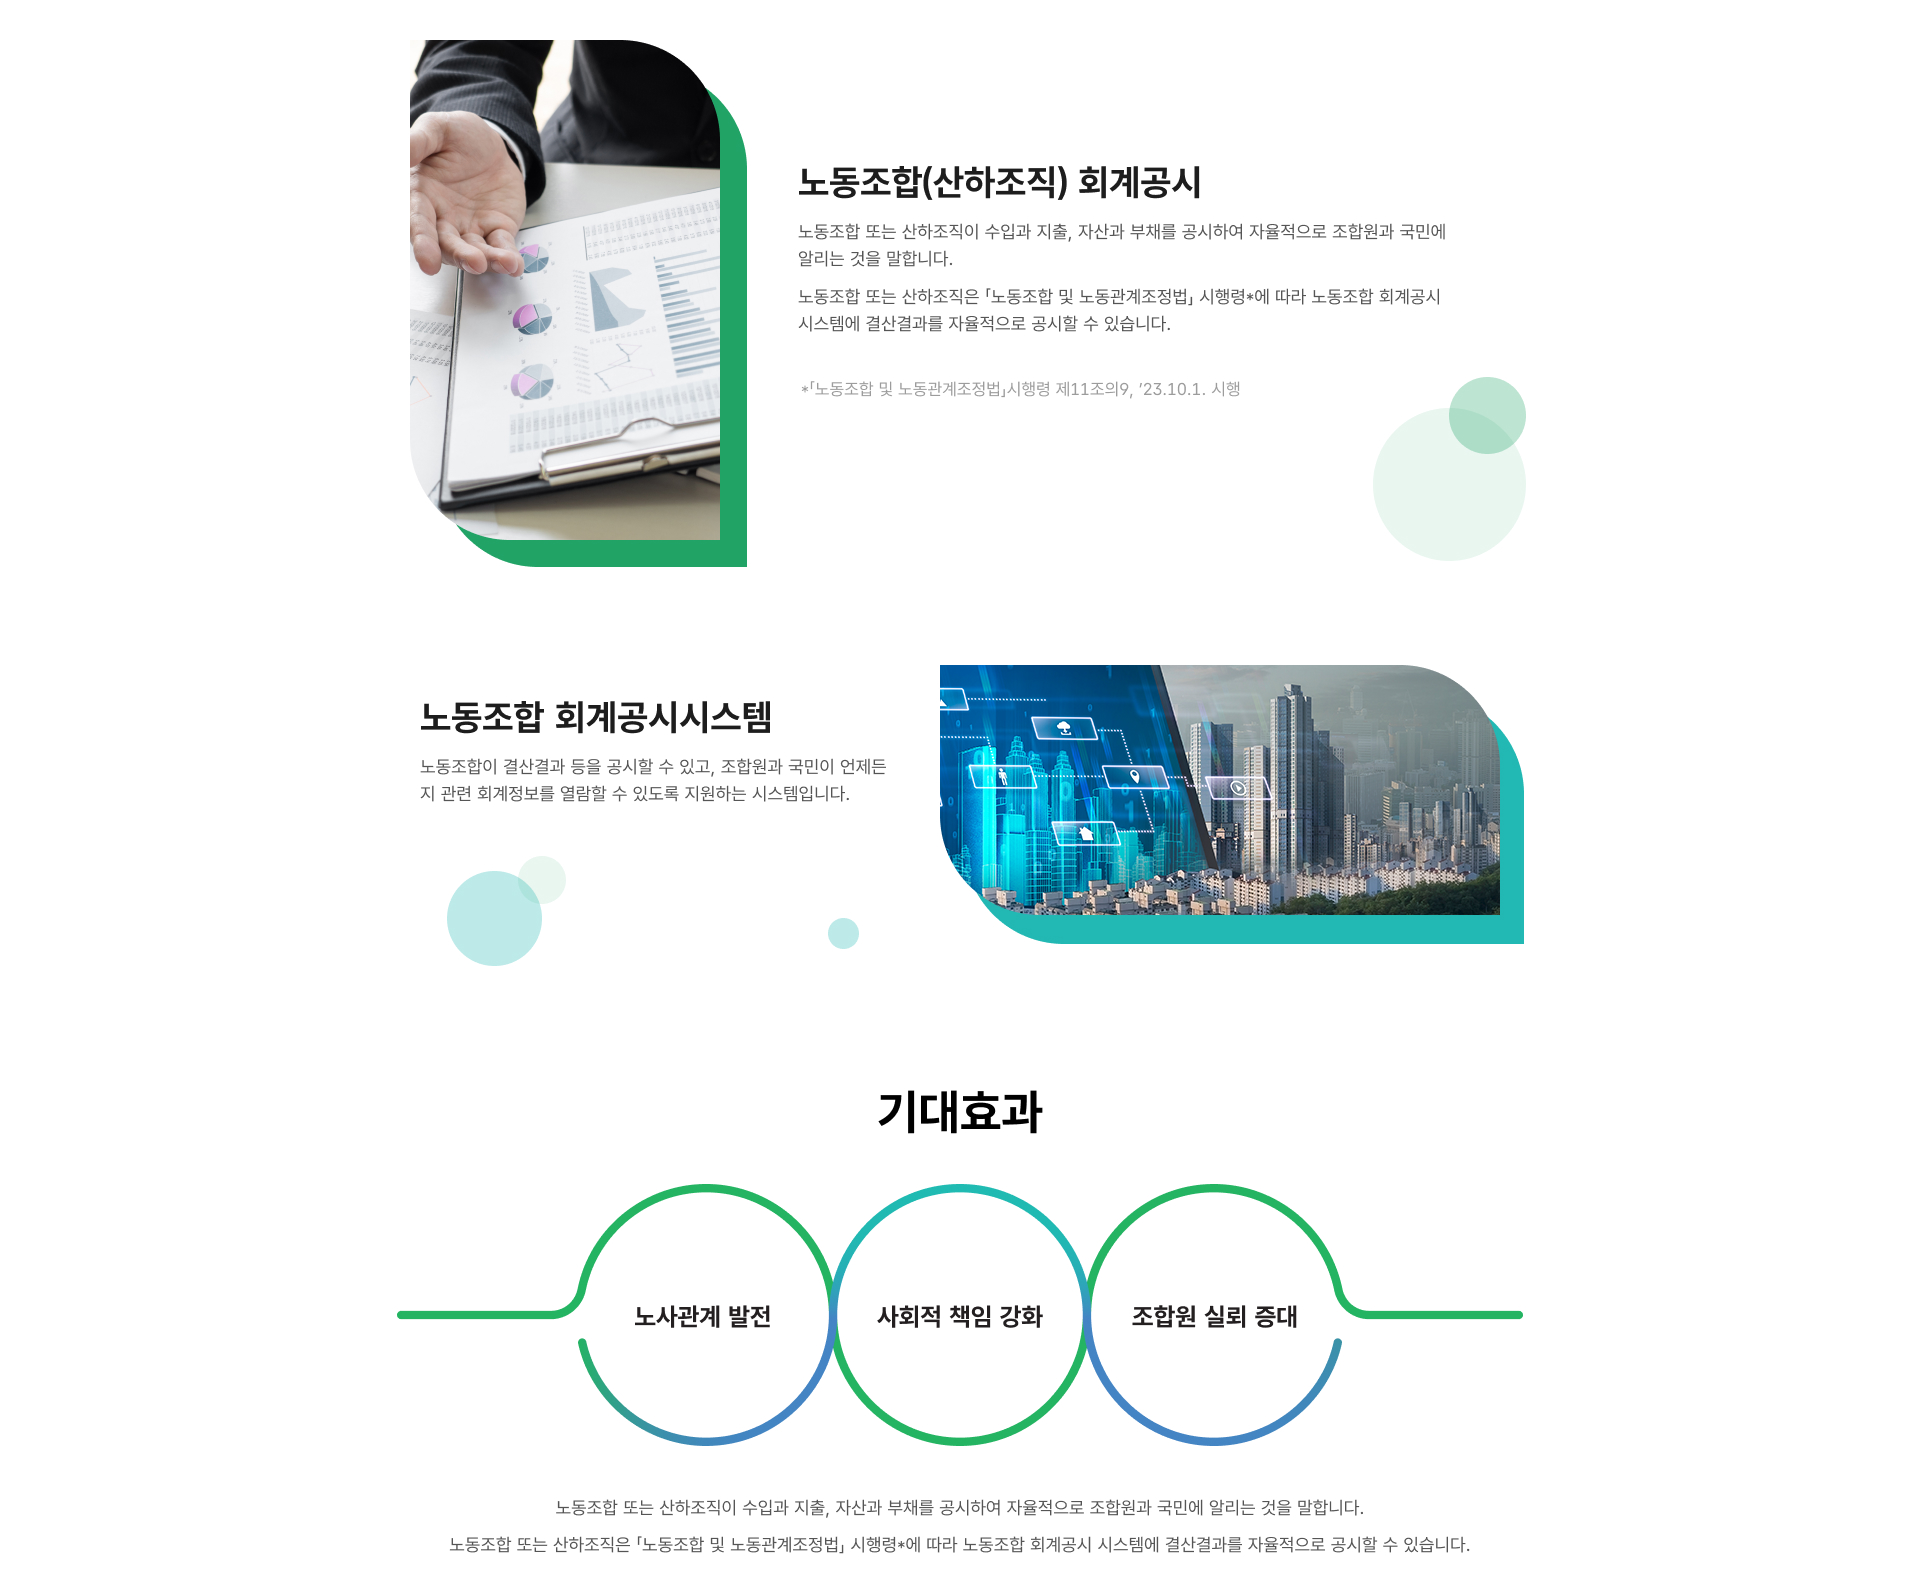 노동조합(산하조직) 회계공시
노동조합 또는 산하조직이 수입과 지출, 자산과 부채를 공시하여 자율적으로 조합원과 국민에
알리는 것을 말합니다.
노동조합 또는 산하조직은 「노동조합 및 노동관계조정법」 시행령*에 따라 노동조합 회계공시
시스템에 결산결과를 자율적으로 공시할 수 있습니다.
*「노동조합 및 노동관계조정법」시행령 제11조의9, ’23.10.1. 시행
노동조합 회계공시시스템
노동조합이 결산결과 등을 공시할 수 있고, 조합원과 국민이 언제든
지 관련 회계정보를 열람할 수 있도록 지원하는 시스템입니다.
기대효과
노사관계 발전
사회적 책임 강화
조합원 실뢰 증대
노동조합 또는 산하조직이 수입과 지출, 자산과 부채를 공시하여 자율적으로 조합원과 국민에 알리는 것을 말합니다.
노동조합 또는 산하조직은 「노동조합 및 노동관계조정법」 시행령*에 따라 노동조합 회계공시 시스템에 결산결과를 자율적으로 공시할 수 있습니다.